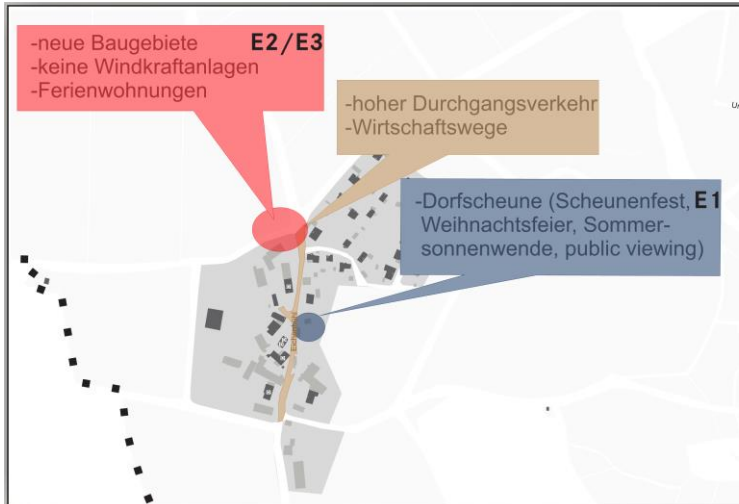 -neue Baugebiete E2/E3
-keine Windkraftanlagen
-Ferienwohnungen
-hoher Durchgangsverkehr
-Wirtschaftswege
-Dorfscheune (Scheunenfest, E1
Weihnachtsfeier, Sommer-
sonnenwende, public viewing)